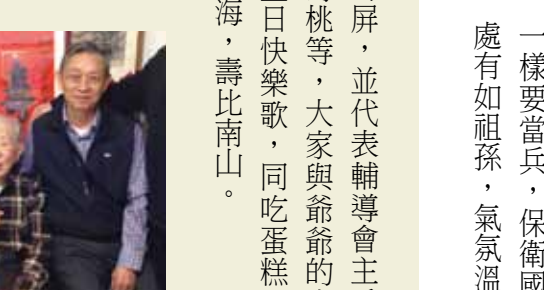 一樣要當兵，保衛國
處有如祖孫，氣氛溫
屏，並代表輔導會主
桃等，大家與爺爺的
日快樂歌，同吃蛋糕
海，壽比南山。